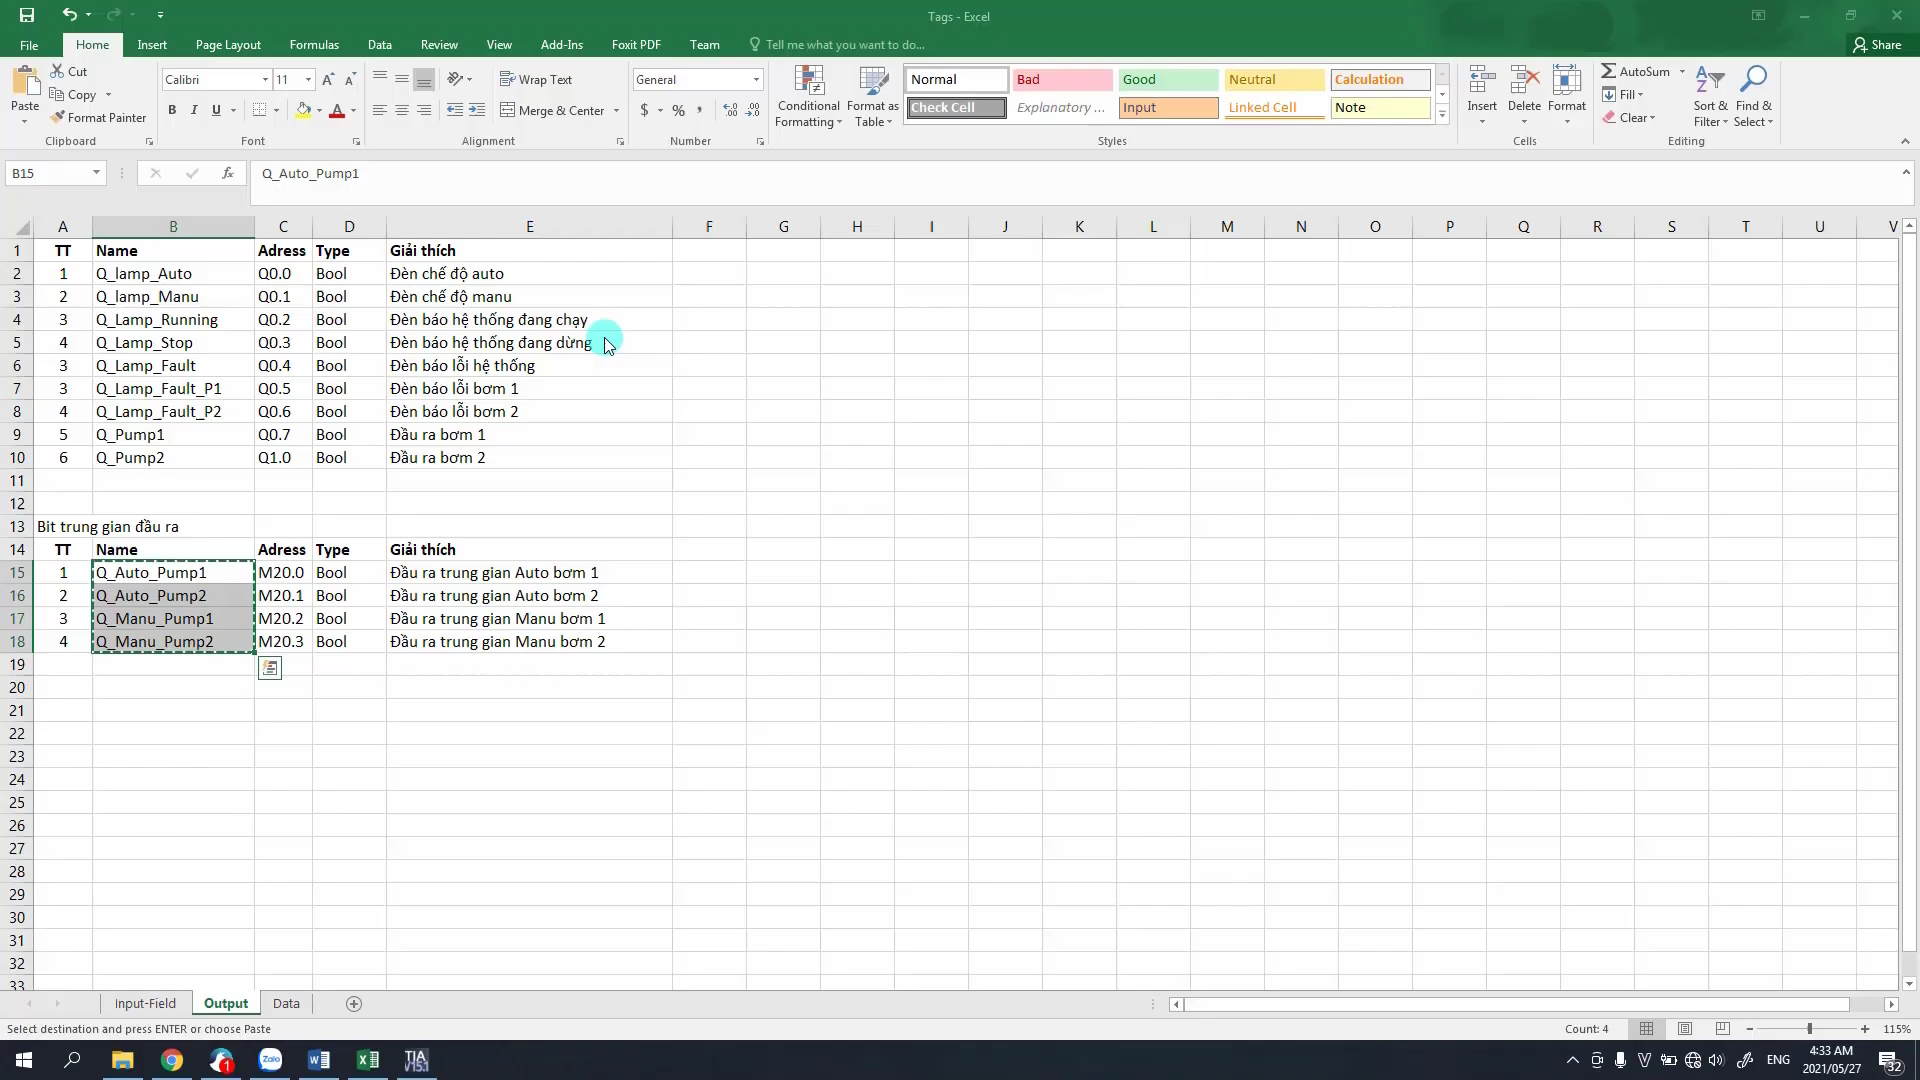 Tags - Excel
File Home Insert Page Layout Formulas Data Review View Add-Ins Foxit PDF Team Tell me what you want to do... Share
Paste Cut Copy Format Painter
Calibri 11
B I U
Wrap Text
Merge & Center
General
$ %
Conditional Formatting
Format as Table
Normal Bad Good Neutral Calculation
Check Cell Explanatory ... Input Linked Cell Note
Insert Delete Format
AutoSum
Fill
Clear
Sort & Filter
Find & Select
Clipboard Font Alignment Number Styles Cells Editing
B15 fx Q_Auto_Pump1
A B C D E F G H I J K L M N O P Q R S T U V
1 TT Name Adress Type Giải thích
2 1 Q_lamp_Auto Q0.0 Bool Đèn chế độ auto
3 2 Q_lamp_Manu Q0.1 Bool Đèn chế độ manu
4 3 Q_Lamp_Running Q0.2 Bool Đèn báo hệ thống đang chạy
5 4 Q_Lamp_Stop Q0.3 Bool Đèn báo hệ thống đang dừng
6 3 Q_Lamp_Fault Q0.4 Bool Đèn báo lỗi hệ thống
7 3 Q_Lamp_Fault_P1 Q0.5 Bool Đèn báo lỗi bơm 1
8 4 Q_Lamp_Fault_P2 Q0.6 Bool Đèn báo lỗi bơm 2
9 5 Q_Pump1 Q0.7 Bool Đầu ra bơm 1
10 6 Q_Pump2 Q1.0 Bool Đầu ra bơm 2
11
12
13 Bit trung gian đầu ra
14 TT Name Adress Type Giải thích
15 1 Q_Auto_Pump1 M20.0 Bool Đầu ra trung gian Auto bơm 1
16 2 Q_Auto_Pump2 M20.1 Bool Đầu ra trung gian Auto bơm 2
17 3 Q_Manu_Pump1 M20.2 Bool Đầu ra trung gian Manu bơm 1
18 4 Q_Manu_Pump2 M20.3 Bool Đầu ra trung gian Manu bơm 2
19
20
21
22
23
24
25
26
27
28
29
30
31
32
33
Input-Field Output Data
Select destination and press ENTER or choose Paste Count: 4 115%
1 Zalo TIA V15.1 ENG 4:33 AM 32
2021/05/27